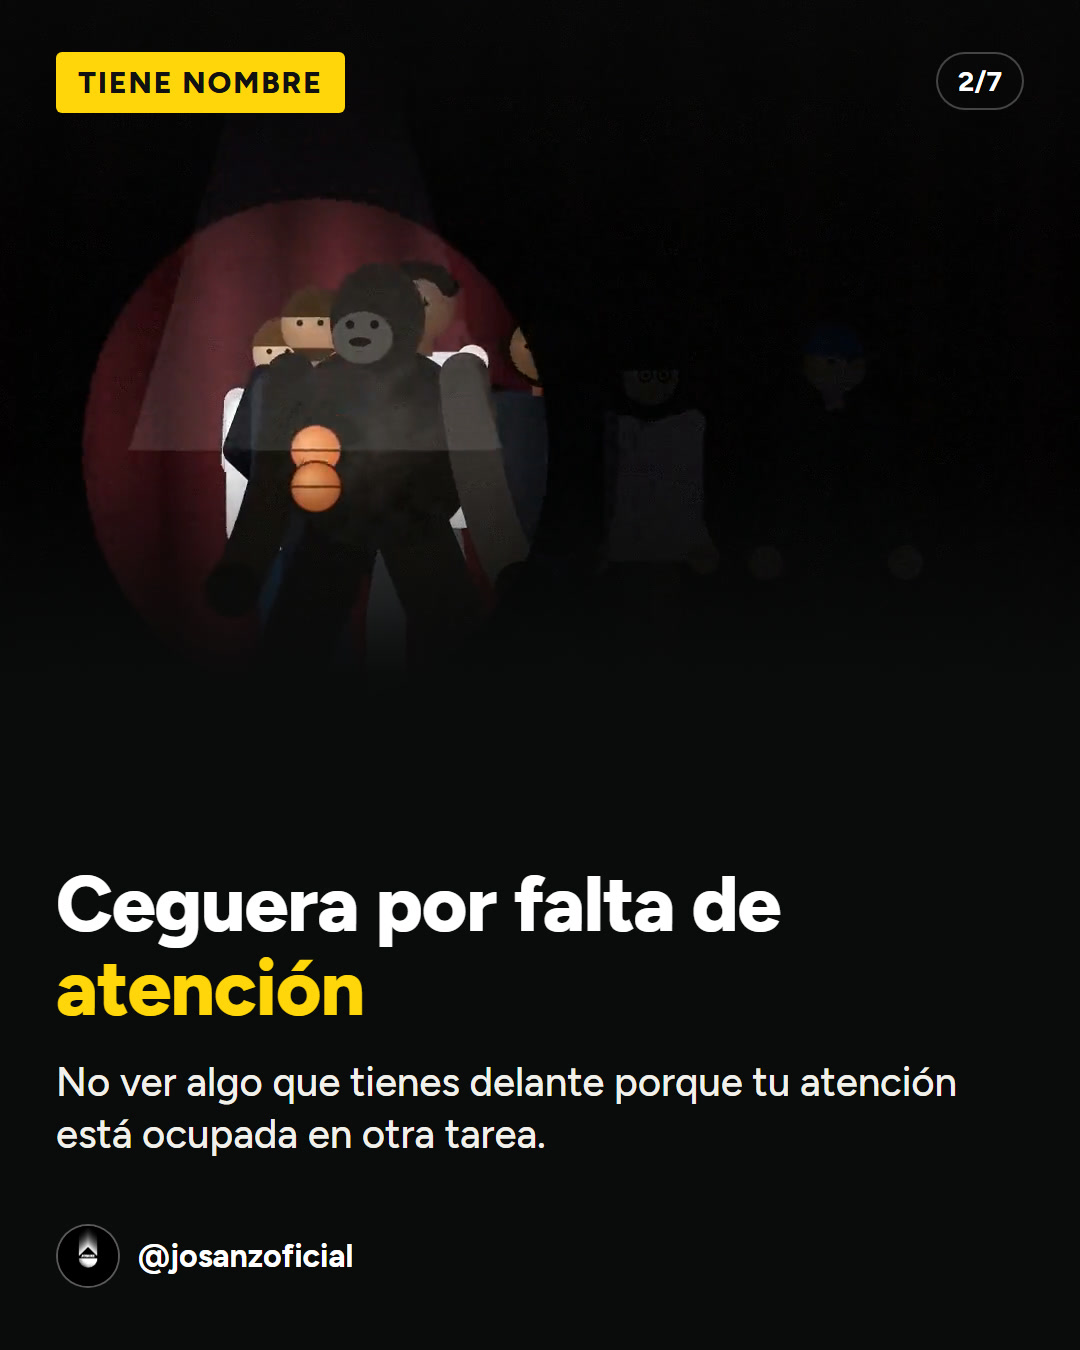 TIENE NOMBRE
2/7
Ceguera por falta de
atención
No ver algo que tienes delante porque tu atención
está ocupada en otra tarea.
@josanzoficial